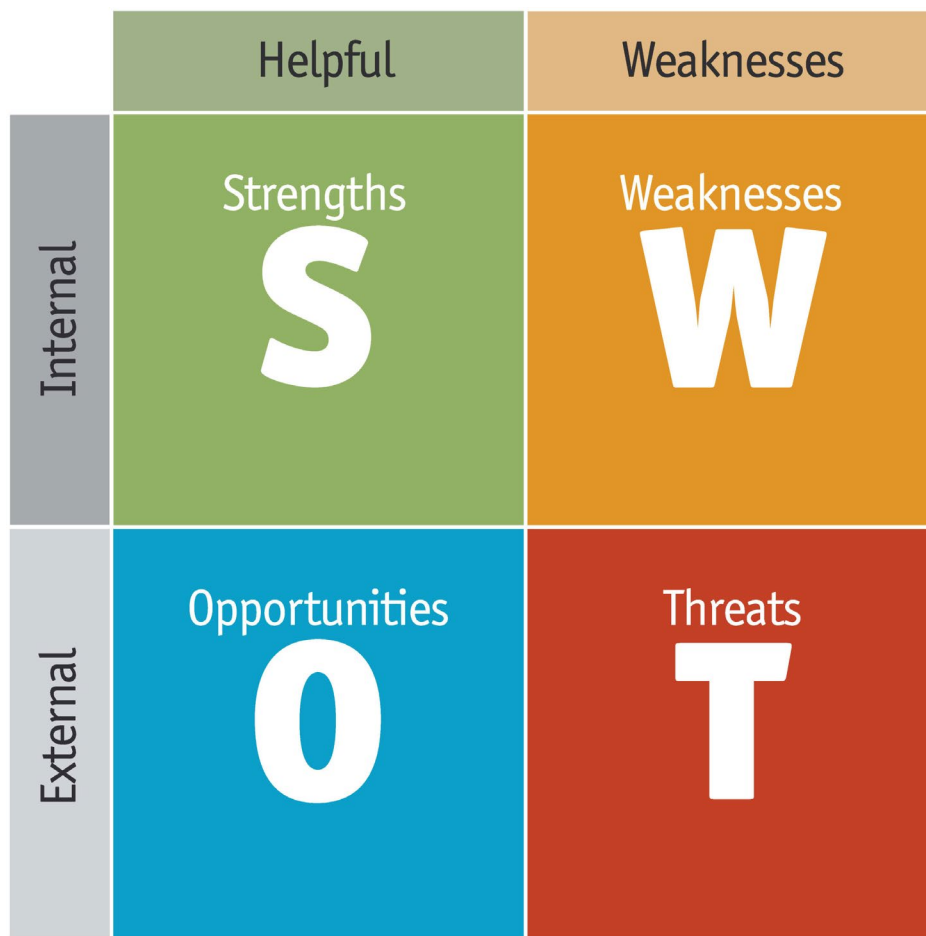 Helpful
Weaknesses
Internal
Strengths
S
Weaknesses
W
External
Opportunities
O
Threats
T